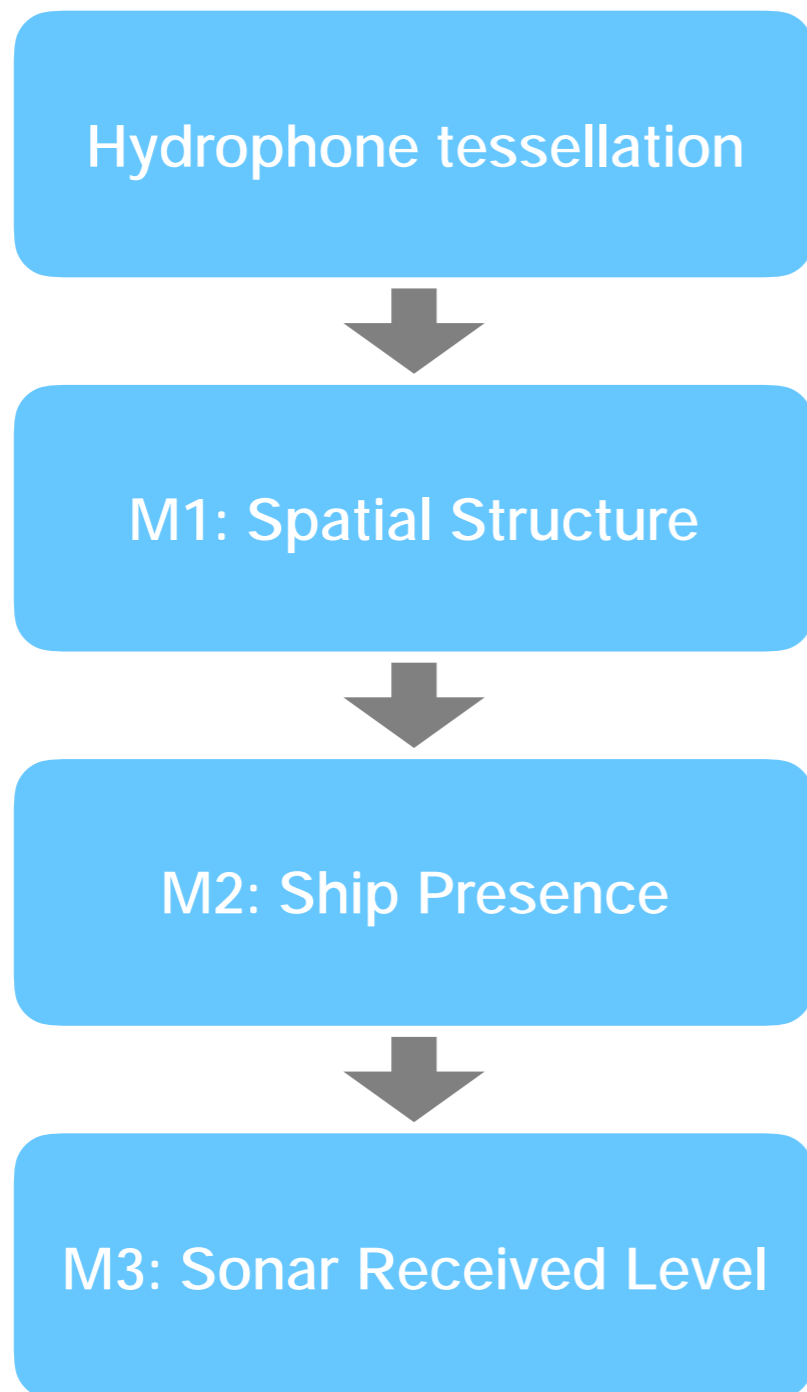 Hydrophone tessellation
M1: Spatial Structure
M2: Ship Presence
M3: Sonar Received Level